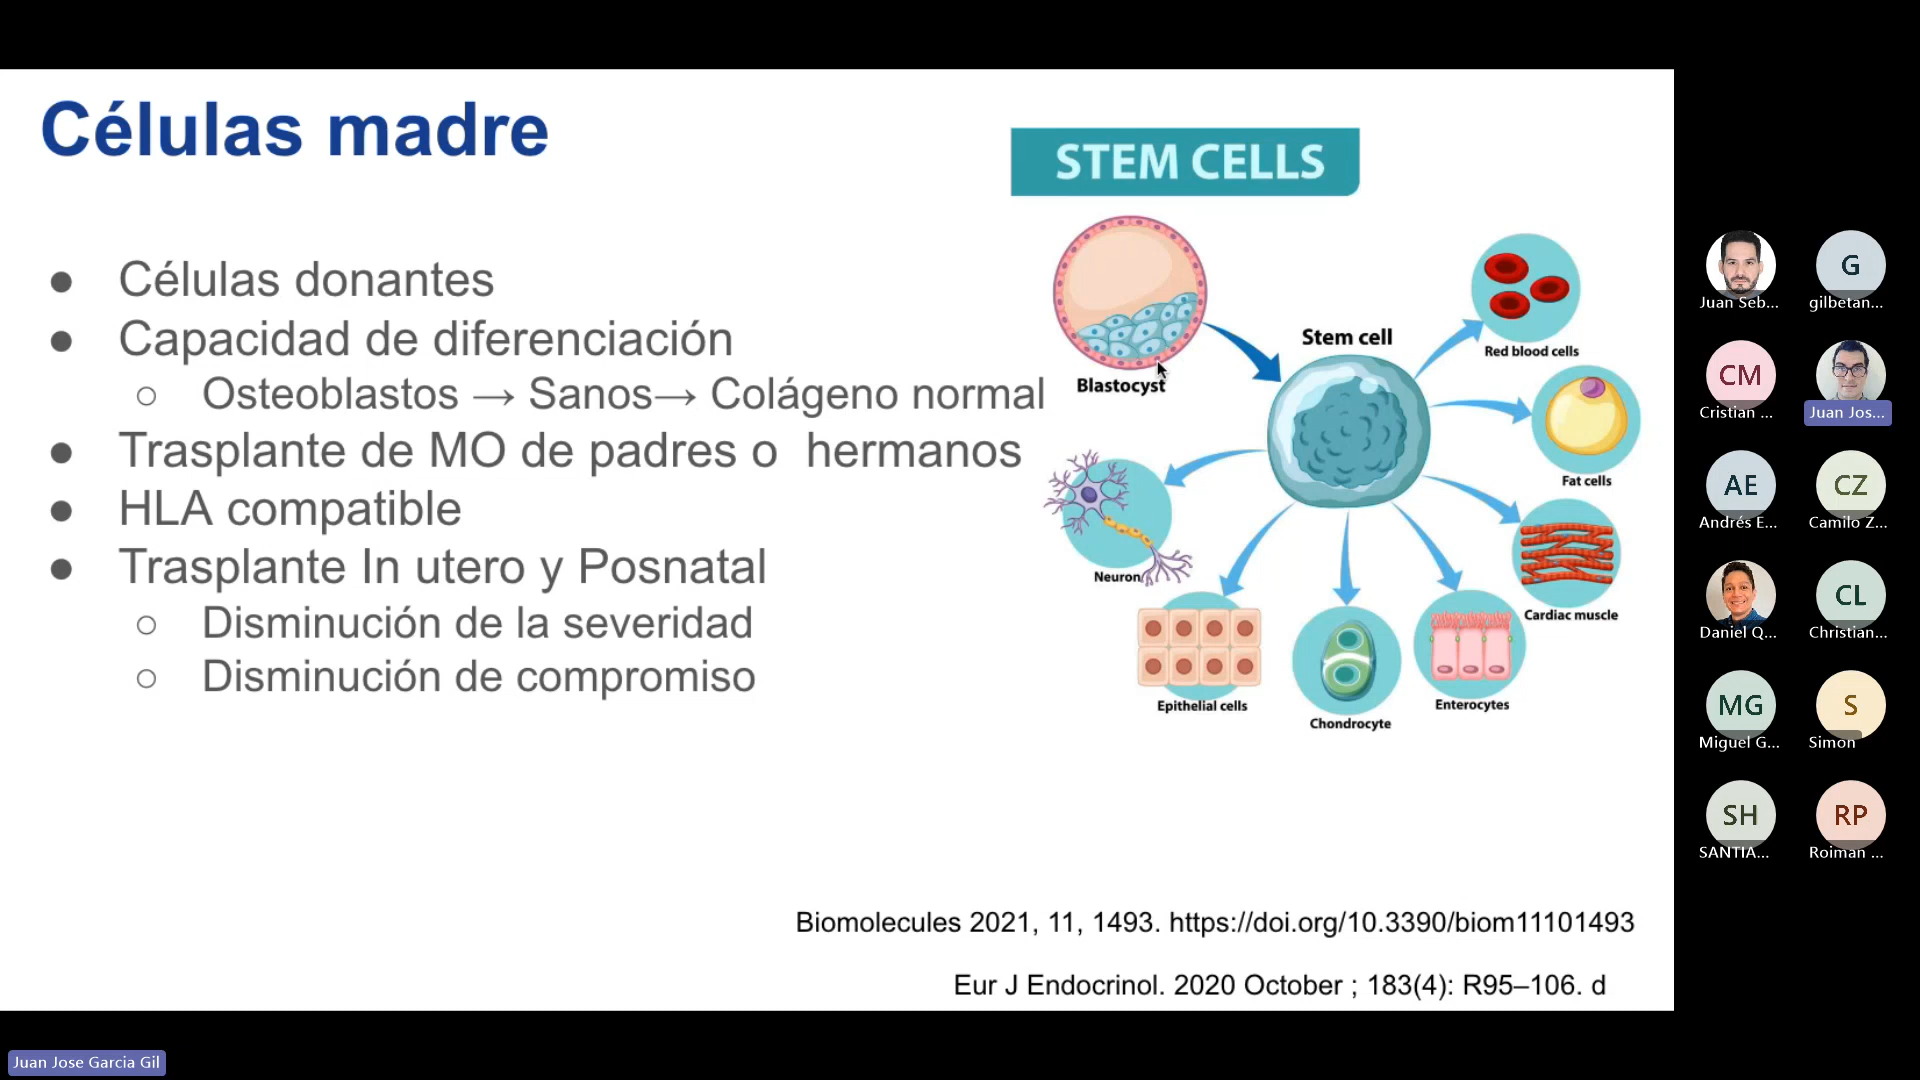 Células madre
● Células donantes
● Capacidad de diferenciación
○ Osteoblastos → Sanos→ Colágeno normal
● Trasplante de MO de padres o hermanos
● HLA compatible
● Trasplante In utero y Posnatal
○ Disminución de la severidad
○ Disminución de compromiso
STEM CELLS
Blastocyst
Stem cell
Red blood cells
Fat cells
Cardiac muscle
Enterocytes
Chondrocyte
Epithelial cells
Neuron
Biomolecules 2021, 11, 1493. https://doi.org/10.3390/biom11101493
Eur J Endocrinol. 2020 October ; 183(4): R95–106. d
Juan Seb...
G
gilbetan...
CM
Cristian ...
Juan Jos...
AE
Andrés E...
CZ
Camilo Z...
Daniel Q...
CL
Christian...
MG
Miguel G...
S
Simon
SH
SANTIA...
RP
Roiman ...
Juan Jose Garcia Gil